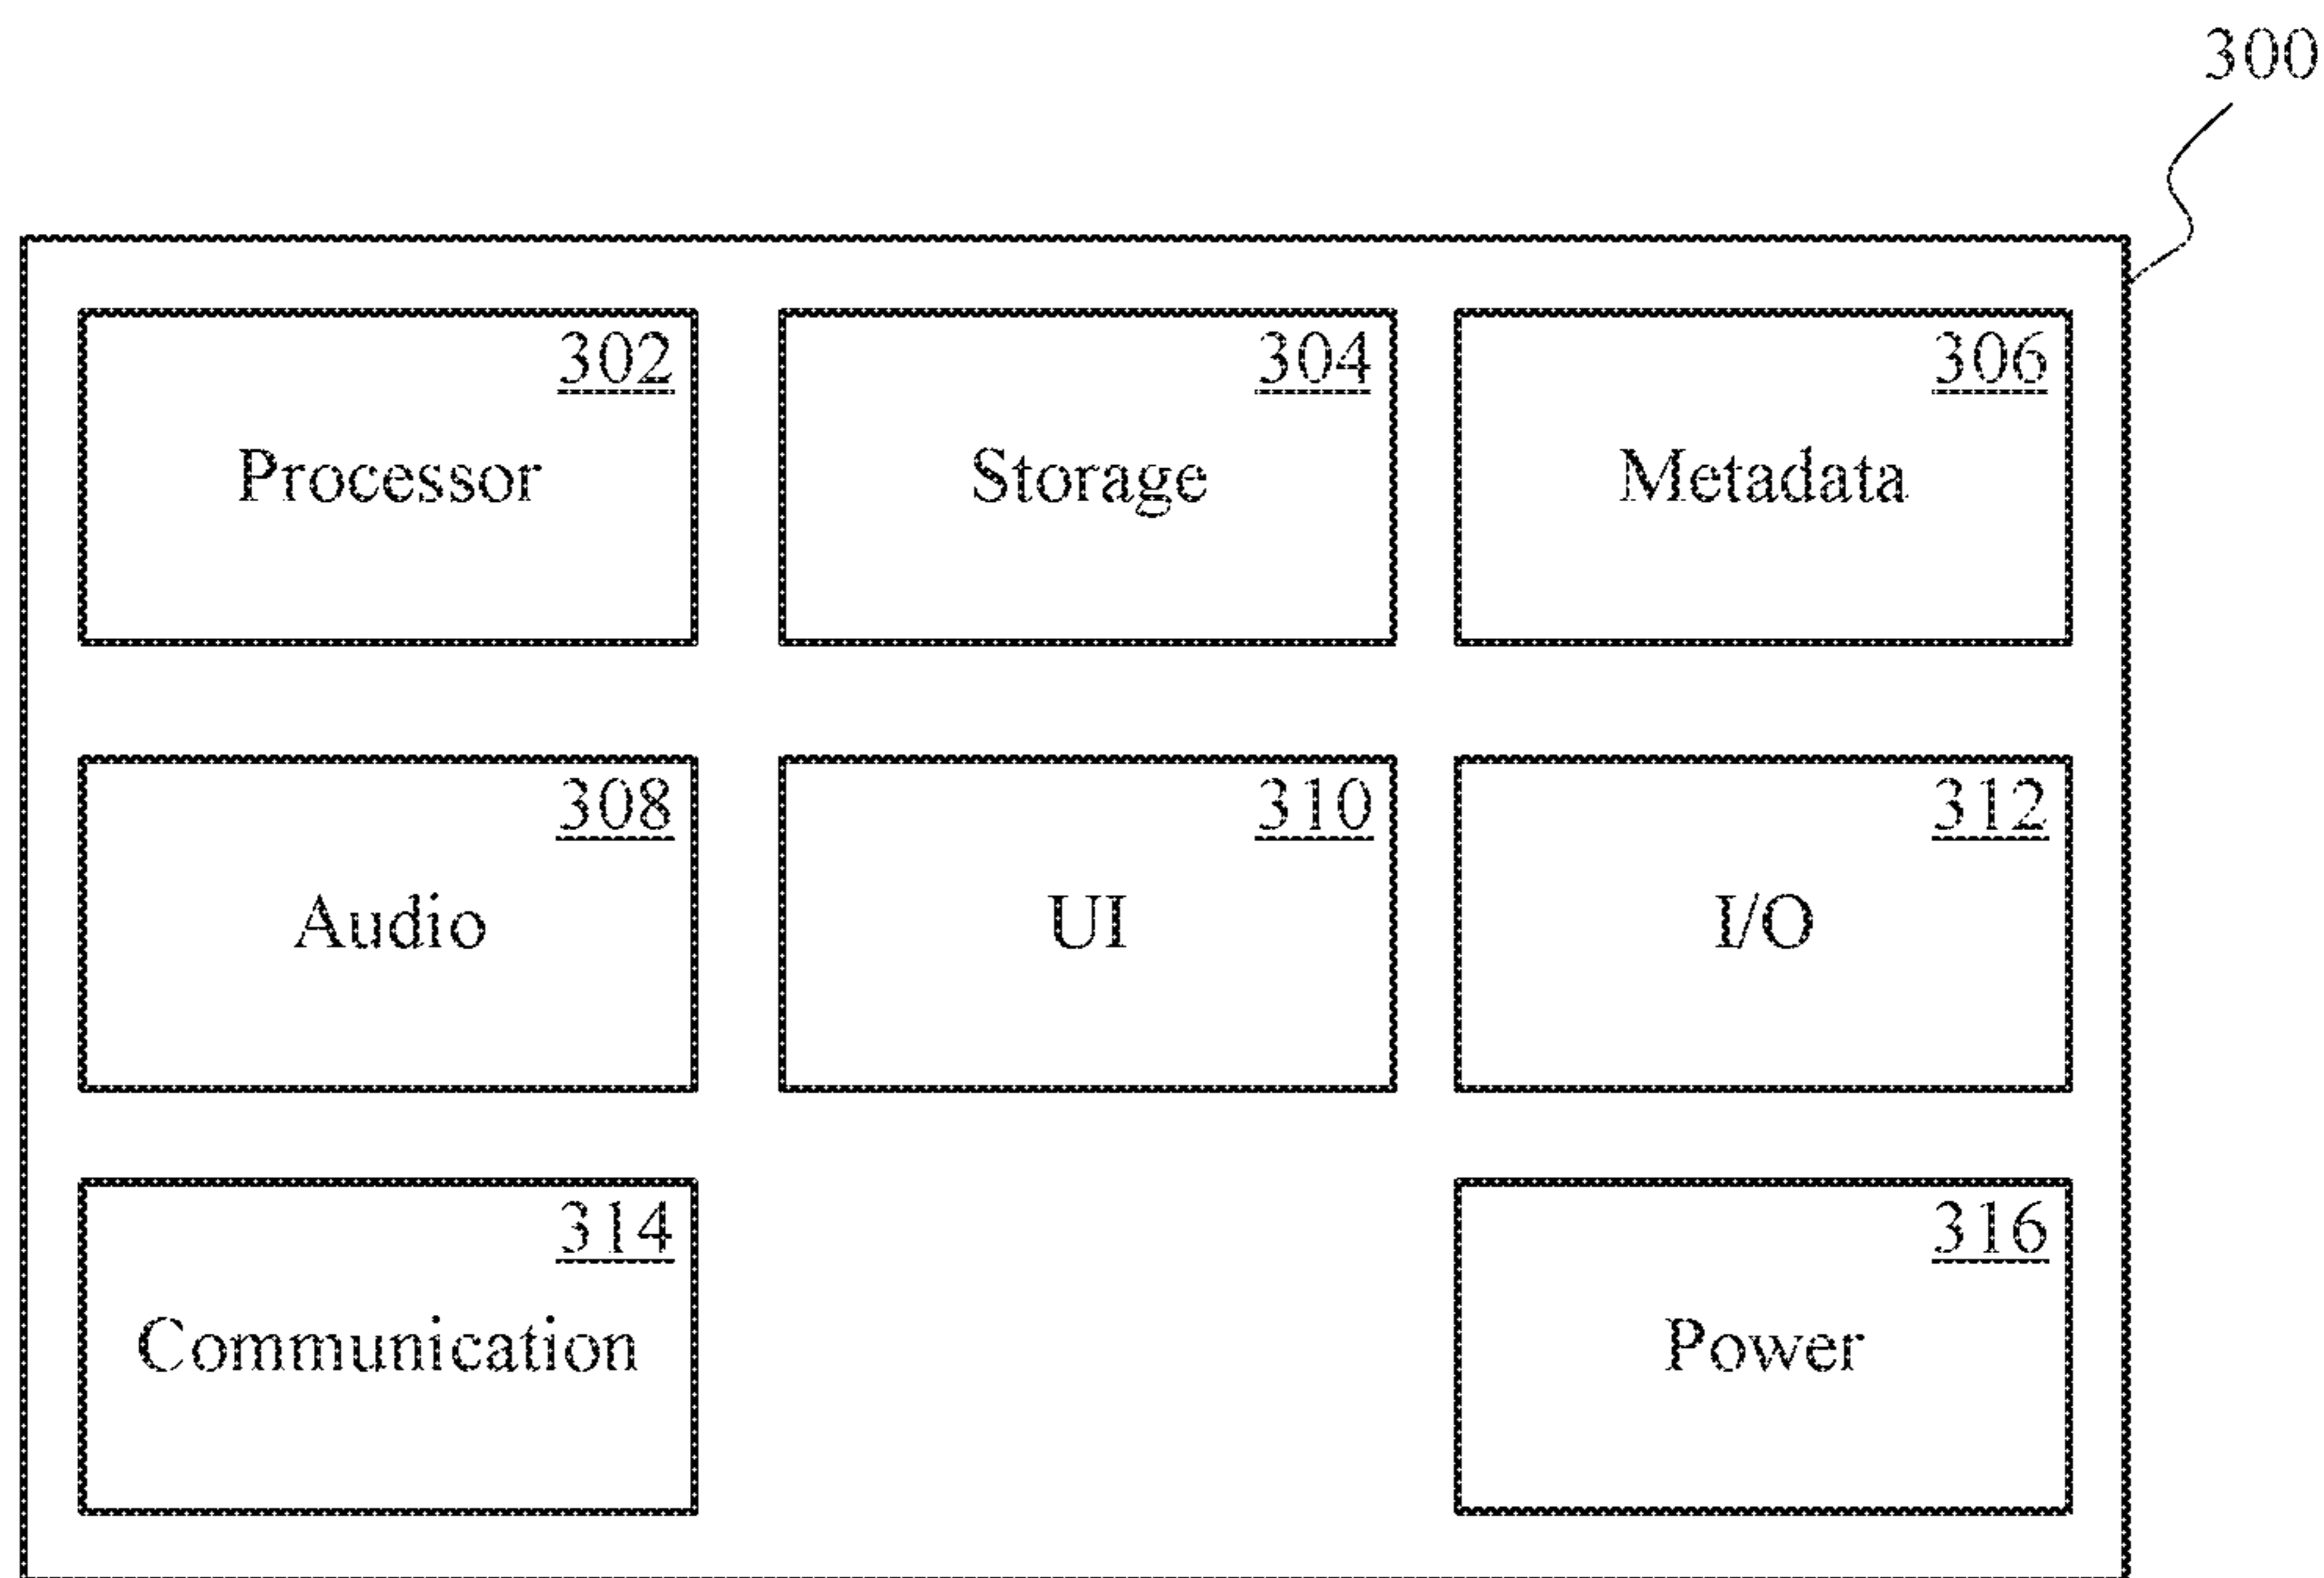 300
302
Processor
304
Storage
306
Metadata
308
Audio
310
UI
312
I/O
314
Communication
316
Power